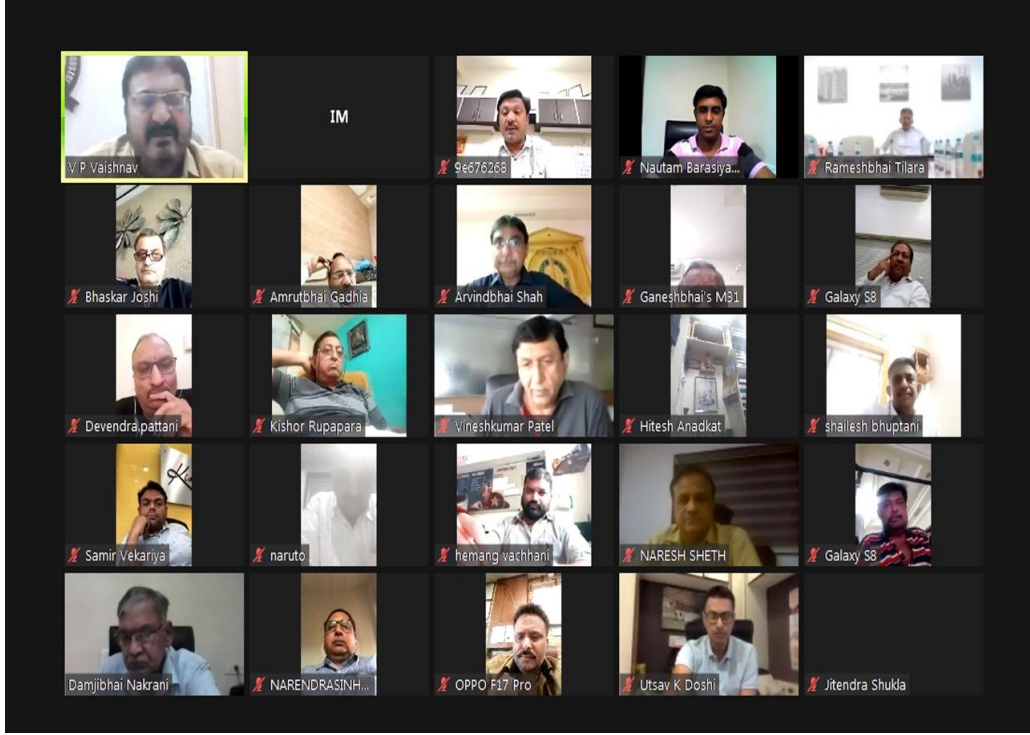 V P Vaishnav
IM
9e676268
Nautam Barasiya...
Rameshbhai Tilara
Bhaskar Joshi
Amrutbhai Gadhia
Arvindbhai Shah
Ganeshbhai's M31
Galaxy S8
Devendra.pattani
Kishor Rupapara
Vineshkumar Patel
Hitesh Anadkat
shailesh bhuptani
Samir Vekariya
naruto
hemang vachhani
NARESH SHETH
Galaxy S8
Damjibhai Nakrani
NARENDRASINH...
OPPO F17 Pro
Utsav K Doshi
Jitendra Shukla